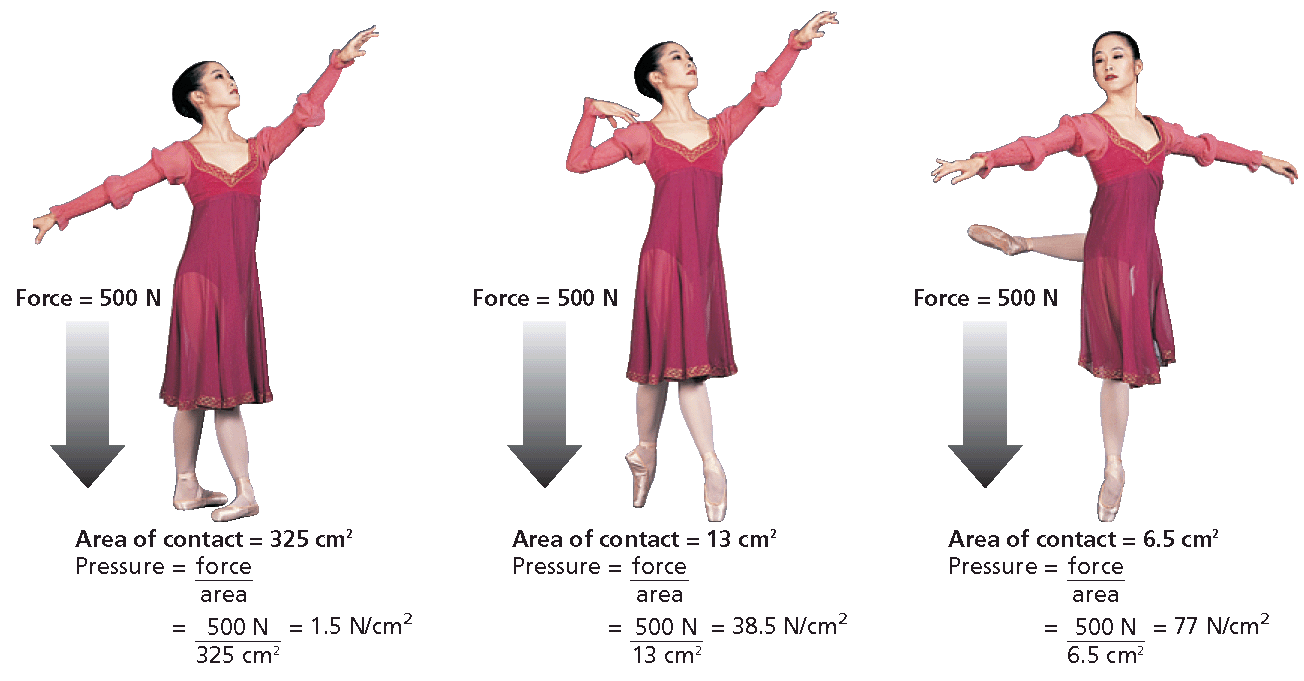 Force = 500 N
Area of contact = 325 cm²
Pressure = force
area
= 500 N = 1.5 N/cm²
325 cm²
Force = 500 N
Area of contact = 13 cm²
Pressure = force
area
= 500 N = 38.5 N/cm²
13 cm²
Force = 500 N
Area of contact = 6.5 cm²
Pressure = force
area
= 500 N = 77 N/cm²
6.5 cm²